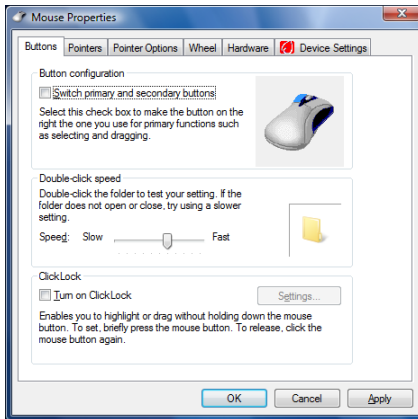 Mouse Properties
Buttons Pointers Pointer Options Wheel Hardware Device Settings
Button configuration
Switch primary and secondary buttons
Select this check box to make the button on the
right the one you use for primary functions such
as selecting and dragging.
Double-click speed
Double-click the folder to test your setting. If the
folder does not open or close, try using a slower
setting.
Speed: Slow Fast
ClickLock
Turn on ClickLock
Settings...
Enables you to highlight or drag without holding down the mouse
button. To set, briefly press the mouse button. To release, click the
mouse button again.
OK Cancel Apply